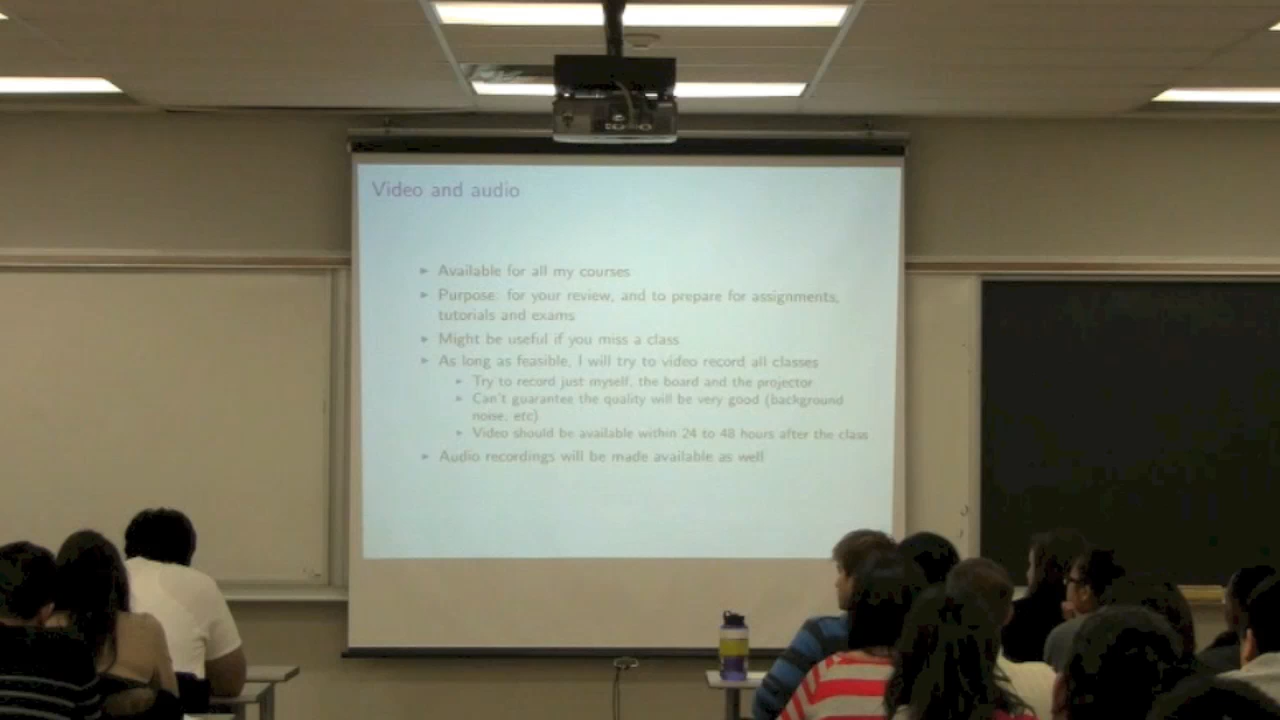 Video and audio
Available for all my courses
Purpose: for your review, and to prepare for assignments,
tutorials and exams
Might be useful if you miss a class
As long as feasible, I will try to video record all classes
Try to record just myself, the board and the projector
Can't guarantee the quality will be very good (background
noise, etc)
Video should be available within 24 to 48 hours after the class
Audio recordings will be made available as well